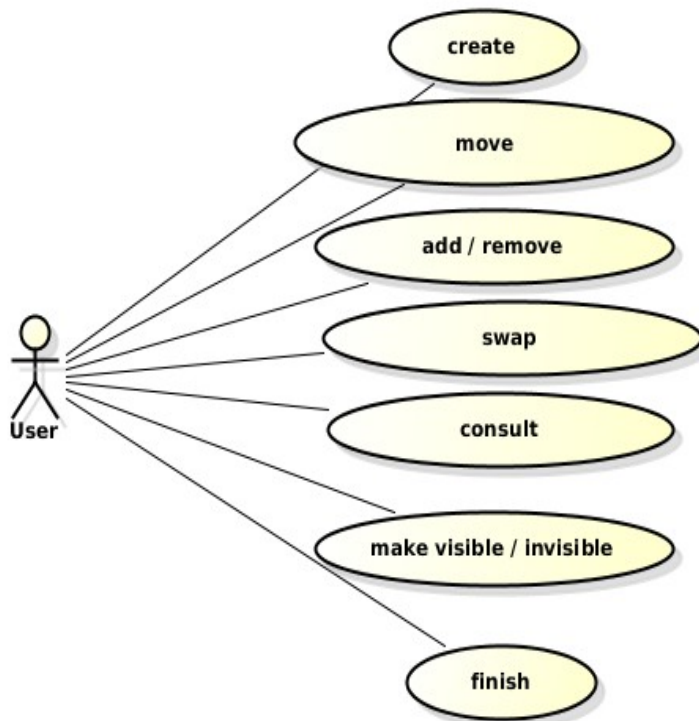 create
move
add / remove
swap
consult
User
make visible / invisible
finish